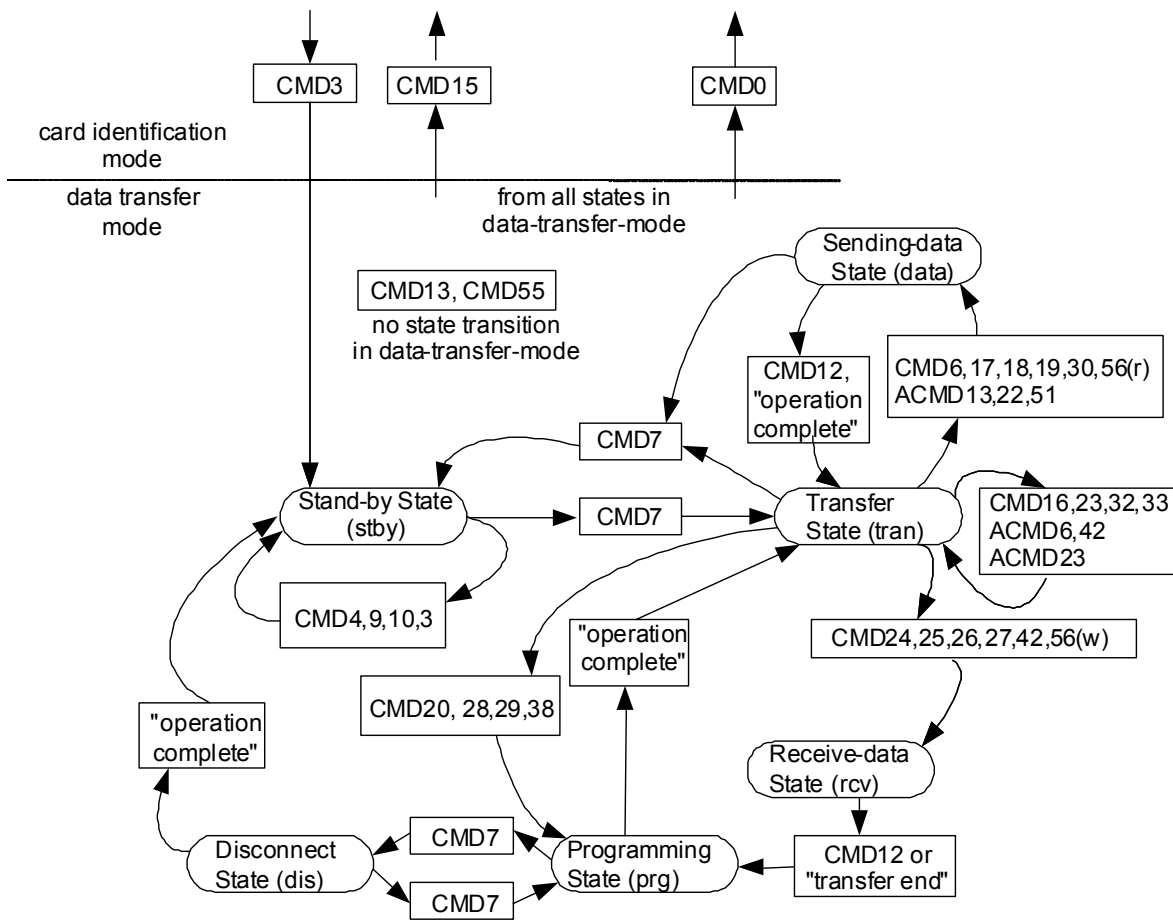 CMD3
CMD15
CMD0
card identification
mode
data transfer
mode
from all states in
data-transfer-mode
Sending-data
State (data)
CMD13, CMD55
no state transition
in data-transfer-mode
CMD12,
"operation
complete"
CMD6,17,18,19,30,56(r)
ACMD13,22,51
CMD7
Stand-by State
(stby)
CMD7
Transfer
State (tran)
CMD16,23,32,33
ACMD6,42
ACMD23
CMD4,9,10,3
"operation
complete"
CMD24,25,26,27,42,56(w)
CMD20, 28,29,38
"operation
complete"
Receive-data
State (rcv)
CMD7
Disconnect
State (dis)
Programming
State (prg)
CMD12 or
"transfer end"
CMD7